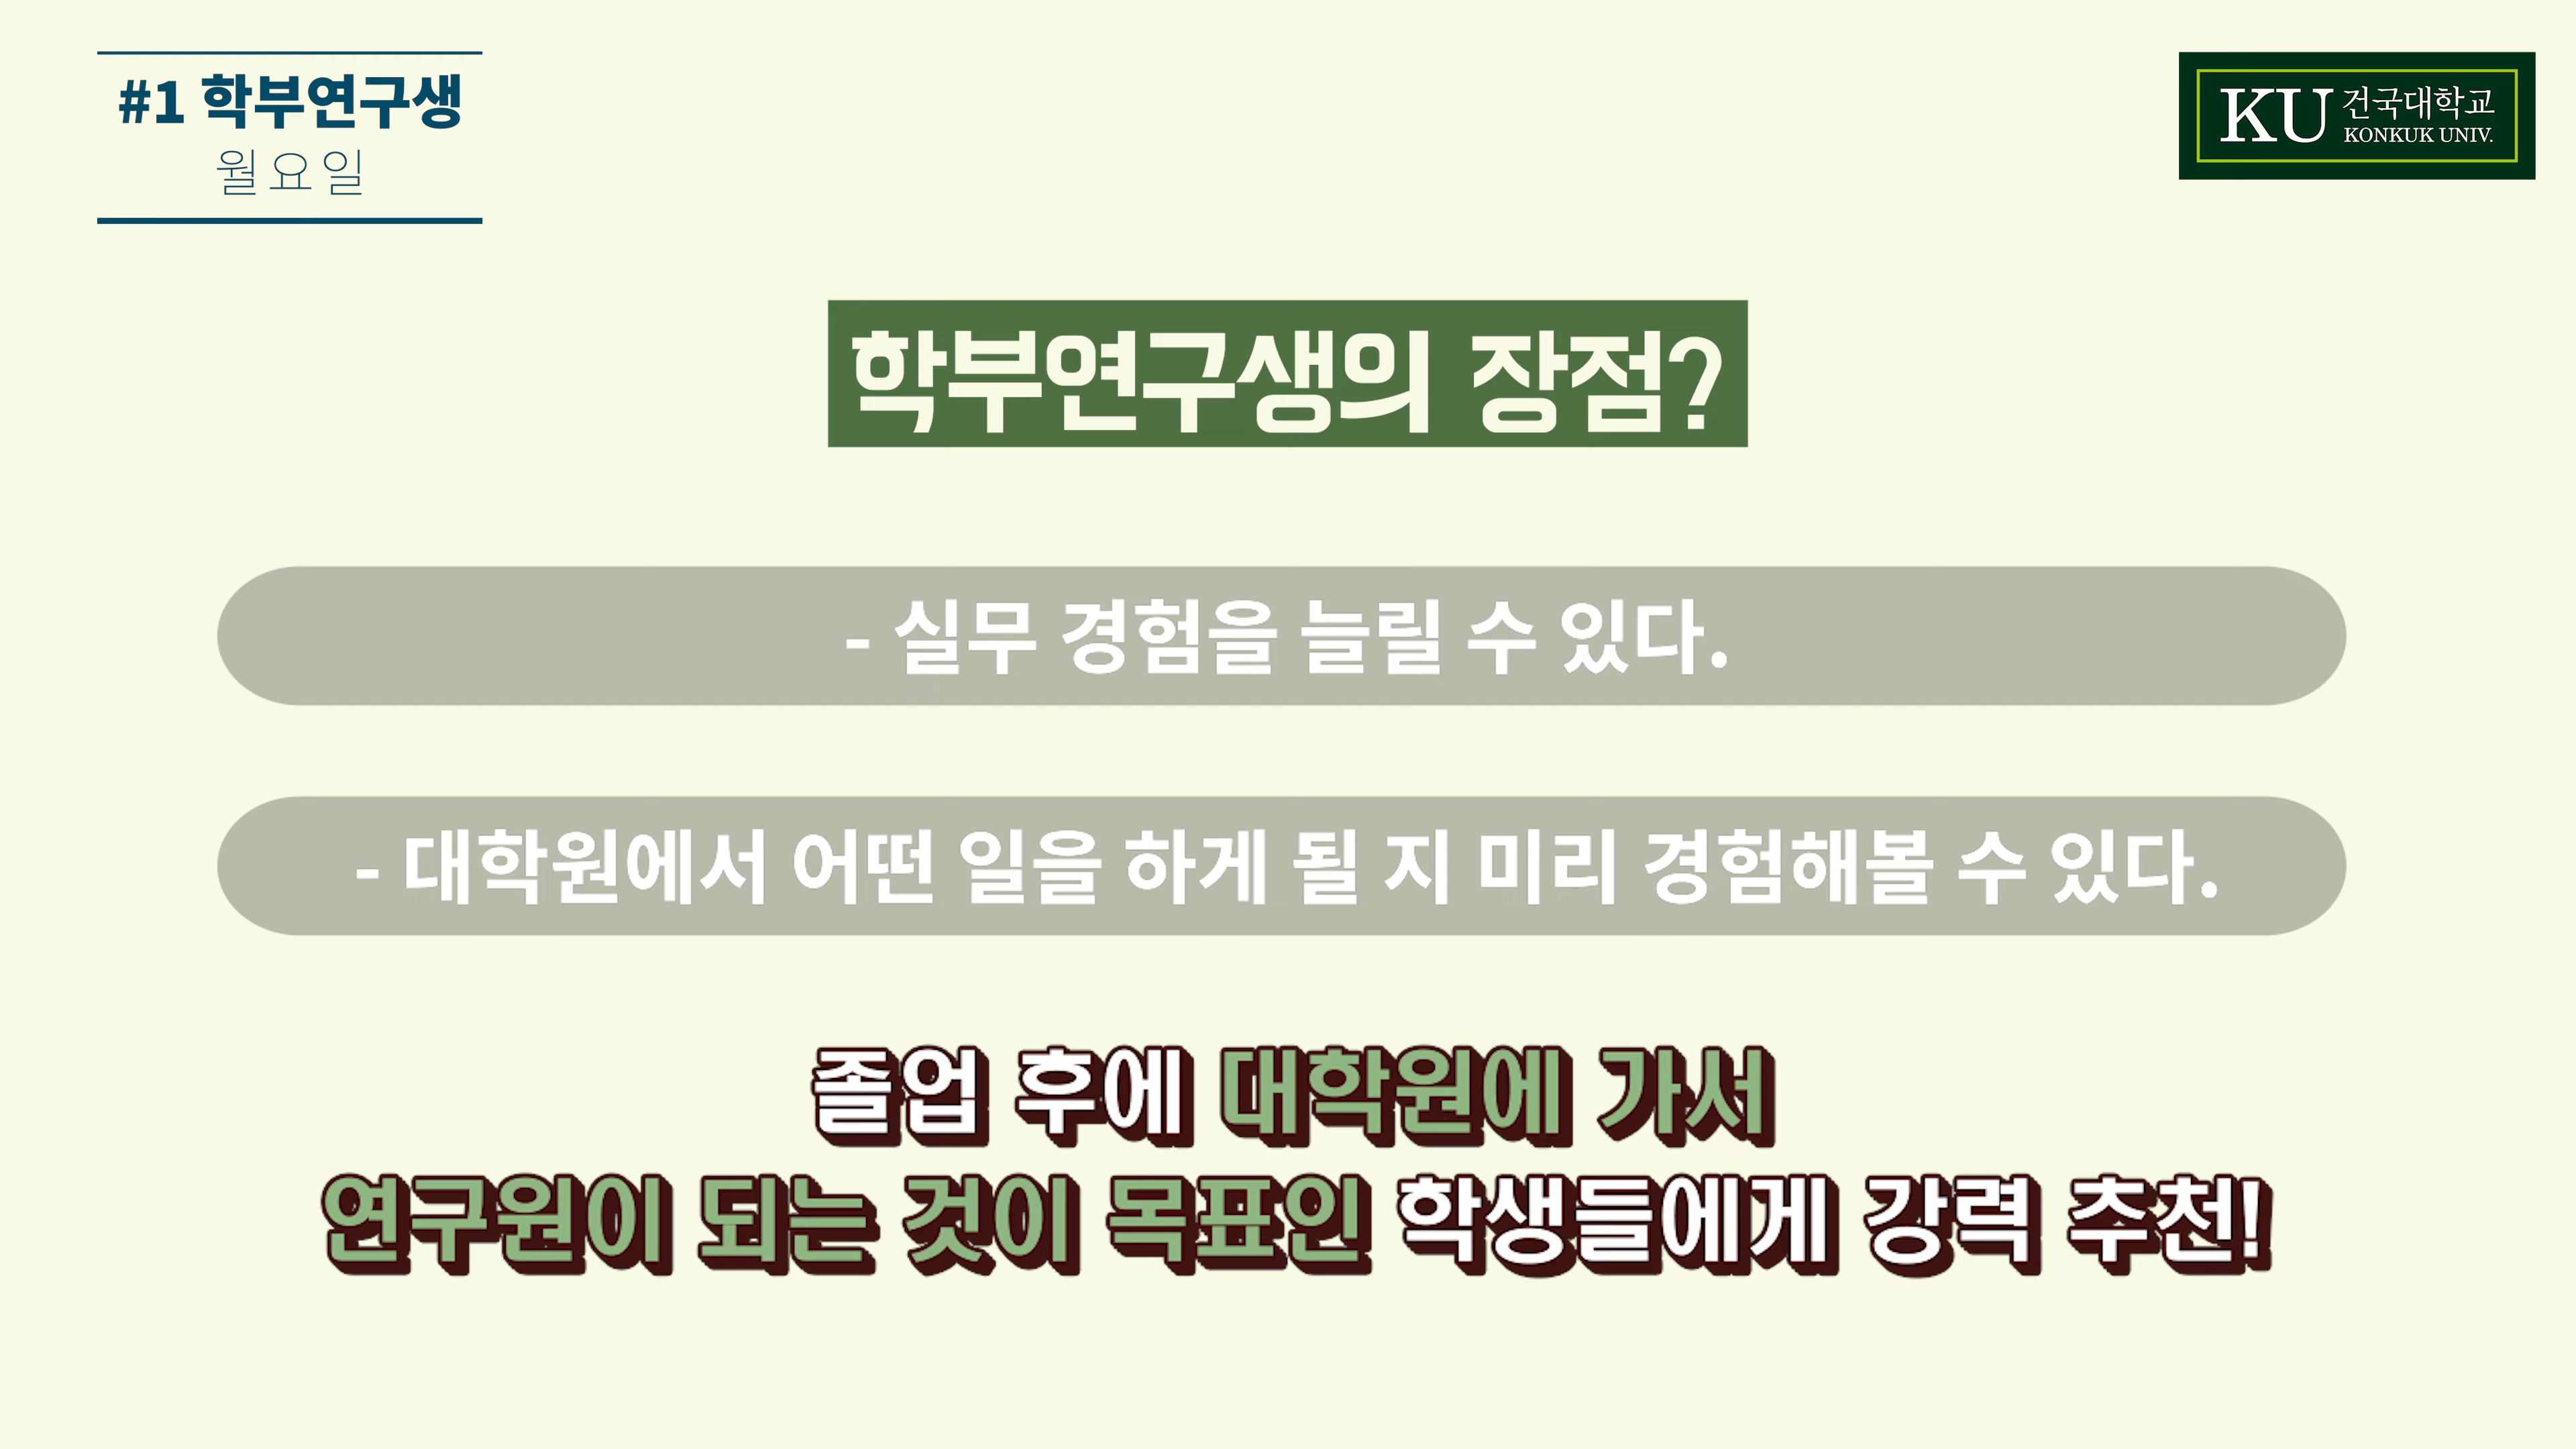 #1 학부연구생
월요일
KU 건국대학교
KONKUK UNIV.
학부연구생의 장점?
- 실무 경험을 늘릴 수 있다.
- 대학원에서 어떤 일을 하게 될 지 미리 경험해볼 수 있다.
졸업 후에 대학원에 가서
연구원이 되는 것이 목표인 학생들에게 강력 추천!